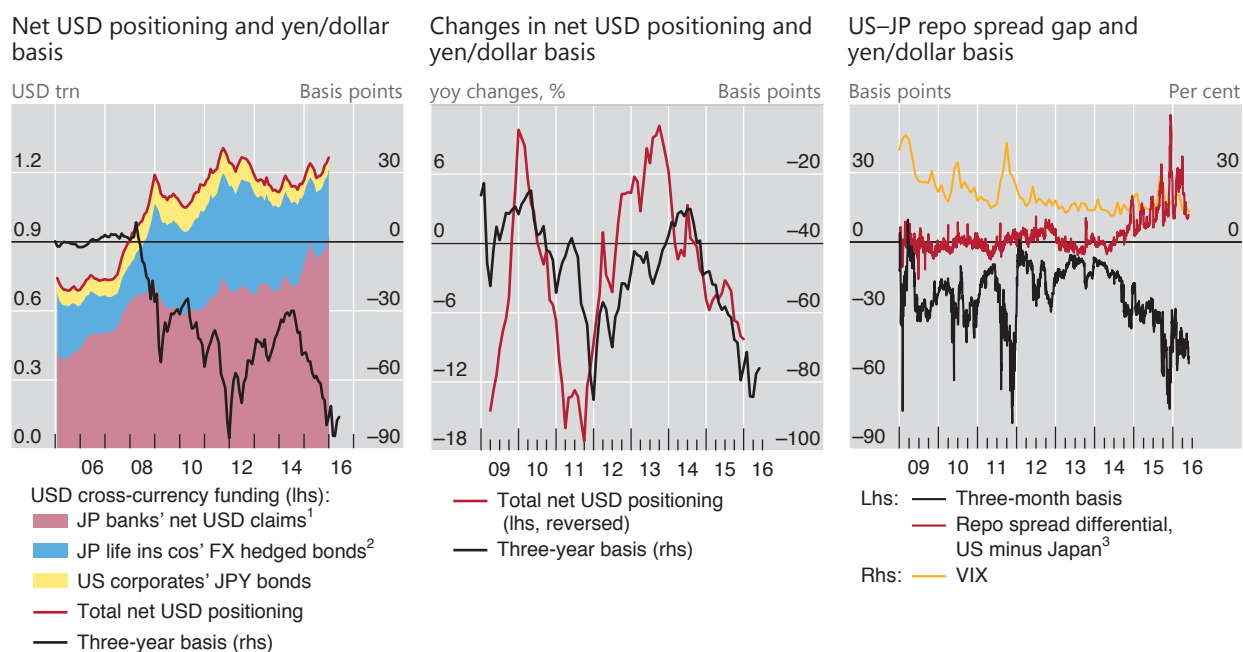 Net USD positioning and yen/dollar
basis
USD trn Basis points
1.2 30
0.9 0
0.6 –30
0.3 –60
0.0 –90
06 08 10 12 14 16
USD cross-currency funding (lhs):
JP banks’ net USD claims1
JP life ins cos’ FX hedged bonds2
US corporates’ JPY bonds
Total net USD positioning
Three-year basis (rhs)
Changes in net USD positioning and
yen/dollar basis
yoy changes, % Basis points
6 –20
0 –40
–6 –60
–12 –80
–18 –100
09 10 11 12 13 14 15 16
Total net USD positioning
(lhs, reversed)
Three-year basis (rhs)
US–JP repo spread gap and
yen/dollar basis
Basis points Per cent
30 30
0 0
–30
–60
–90
09 10 11 12 13 14 15 16
Lhs: Three-month basis
Repo spread differential,
US minus Japan3
Rhs: VIX